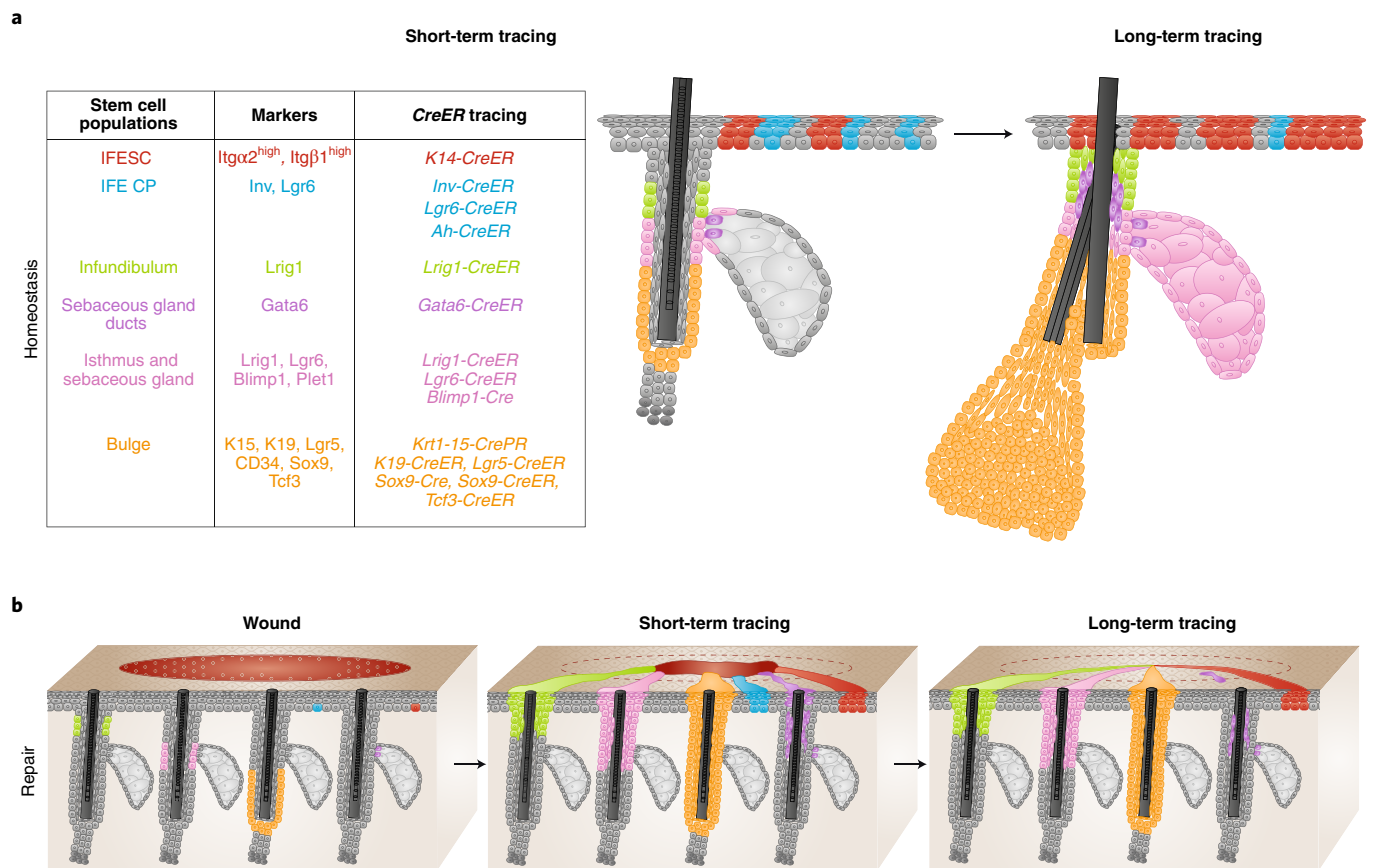 a
Short-term tracing
Long-term tracing
Stem cell populations
Markers
CreER tracing
Homeostasis
IFESC
Itgα2high, Itgβ1high
K14-CreER
IFE CP
Inv, Lgr6
Inv-CreER
Lgr6-CreER
Ah-CreER
Infundibulum
Lrig1
Lrig1-CreER
Sebaceous gland
ducts
Gata6
Gata6-CreER
Isthmus and
sebaceous gland
Lrig1, Lgr6,
Blimp1, Plet1
Lrig1-CreER
Lgr6-CreER
Blimp1-Cre
Bulge
K15, K19, Lgr5,
CD34, Sox9,
Tcf3
Krt1-15-CrePR
K19-CreER, Lgr5-CreER
Sox9-Cre, Sox9-CreER,
Tcf3-CreER
b
Wound
Short-term tracing
Long-term tracing
Repair